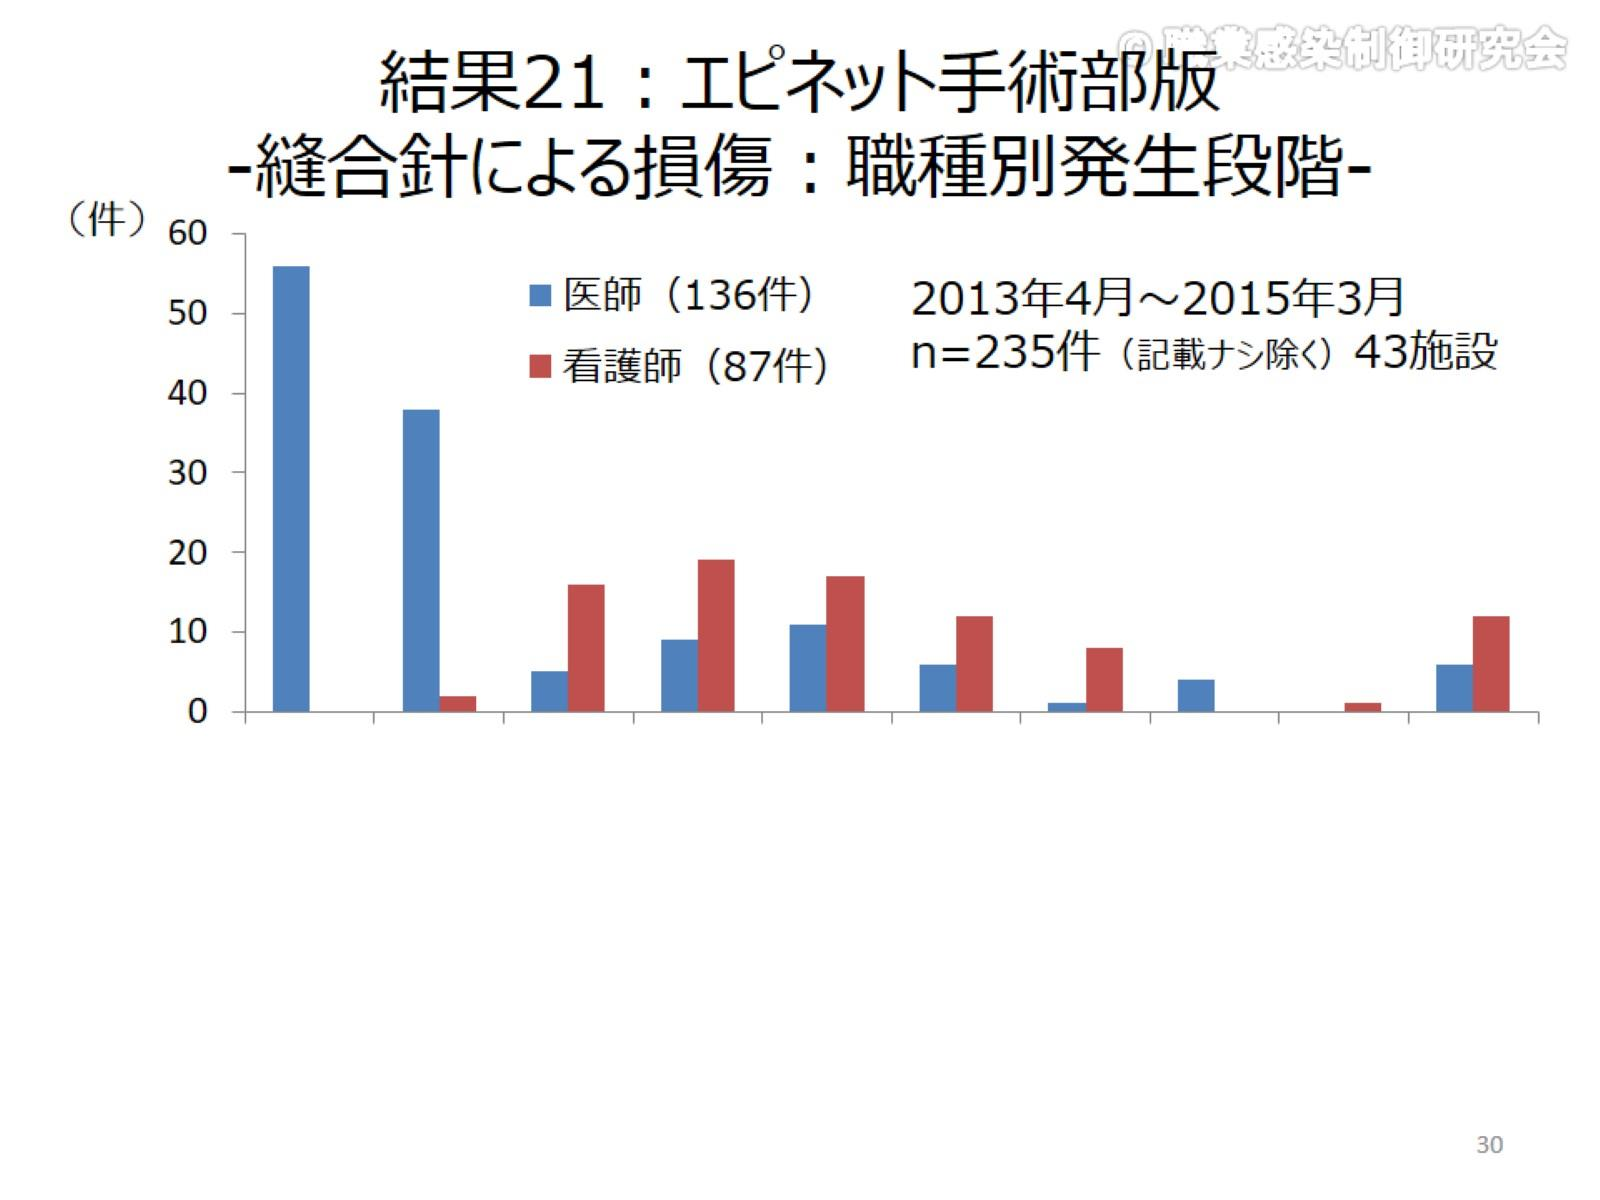 © 職業感染制御研究会
結果21：エピネット手術部版
-縫合針による損傷：職種別発生段階-
（件）
60
50
40
30
20
10
0
医師（136件）
看護師（87件）
2013年4月～2015年3月
n=235件（記載ナシ除く）43施設
30